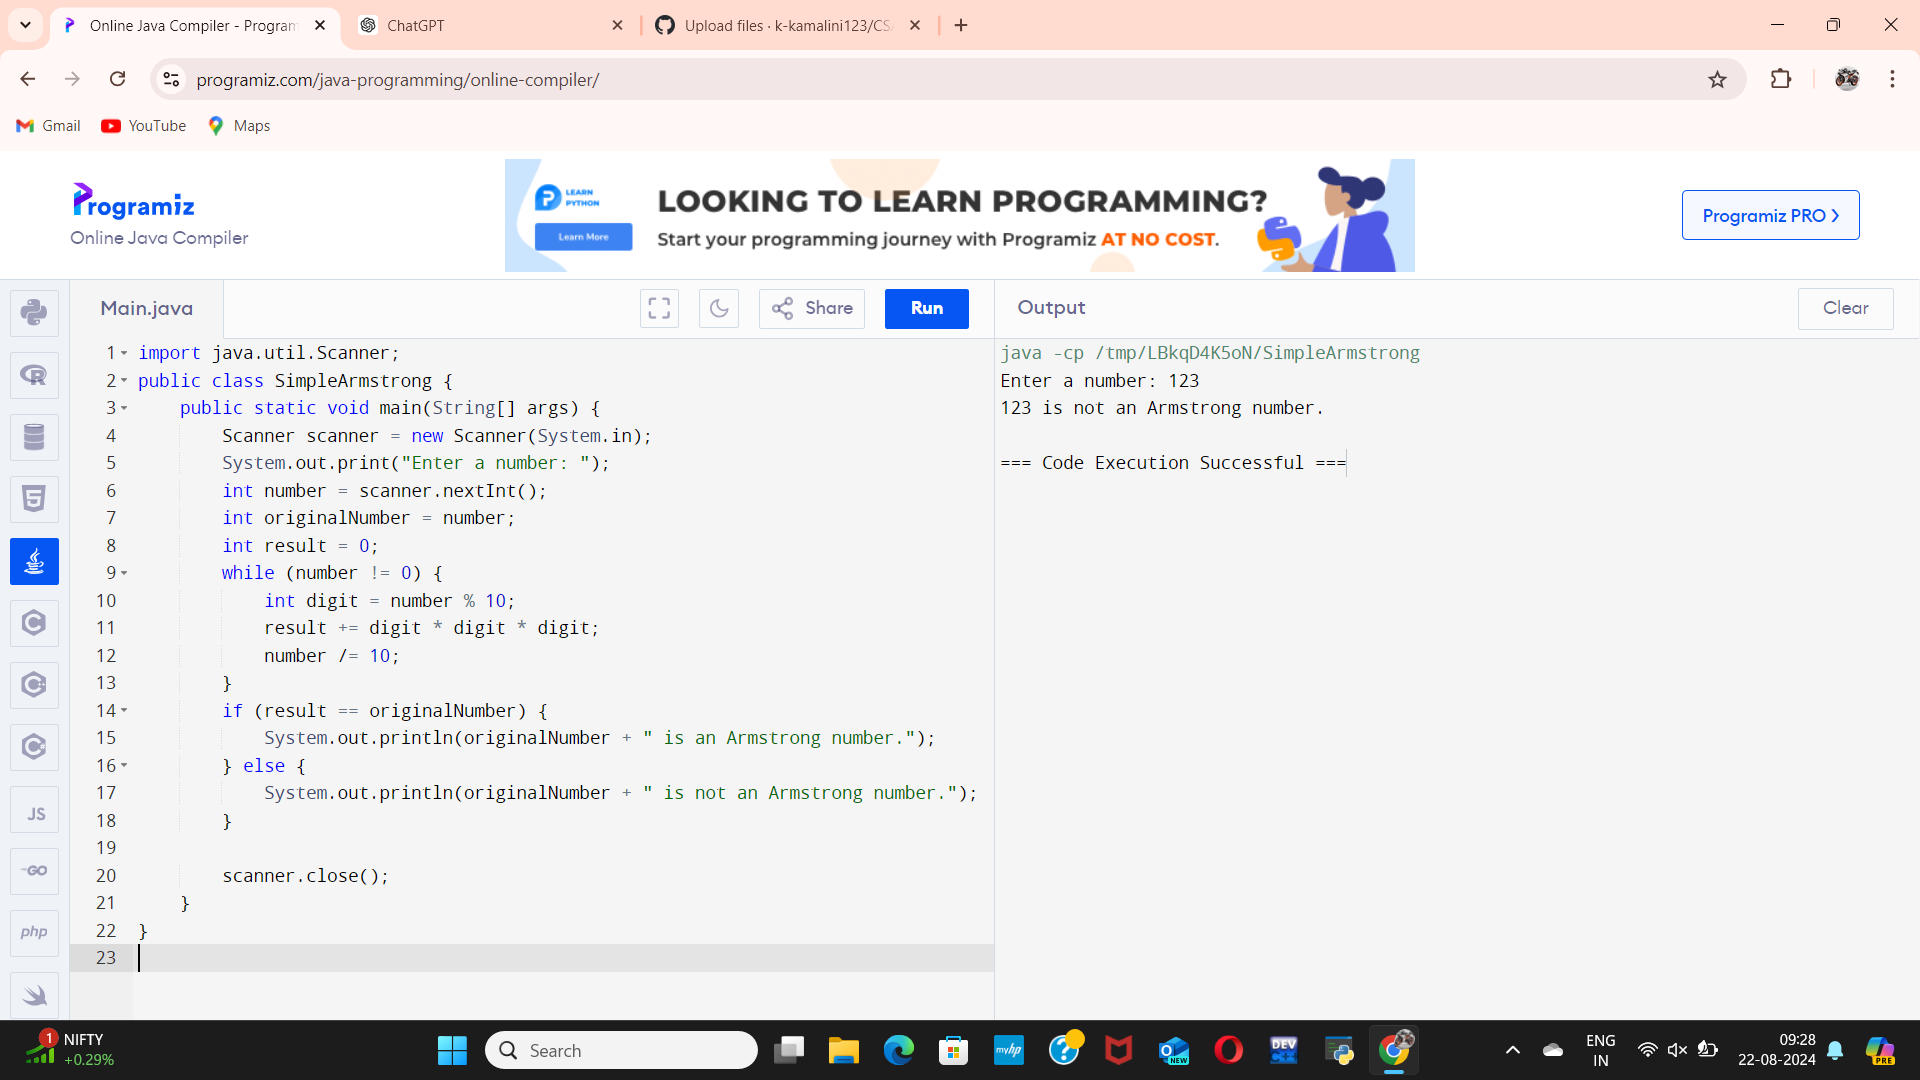 Online Java Compiler - Program
ChatGPT
Upload files · k-kamalini123/CSA
programiz.com/java-programming/online-compiler/
Gmail
YouTube
Maps
Programiz
Online Java Compiler
LEARN
PYTHON
Learn More
LOOKING TO LEARN PROGRAMMING?
Start your programming journey with Programiz AT NO COST.
Programiz PRO
Main.java
Share
Run
Output
Clear
1 import java.util.Scanner;
2 public class SimpleArmstrong {
3     public static void main(String[] args) {
4         Scanner scanner = new Scanner(System.in);
5         System.out.print("Enter a number: ");
6         int number = scanner.nextInt();
7         int originalNumber = number;
8         int result = 0;
9         while (number != 0) {
10             int digit = number % 10;
11             result += digit * digit * digit;
12             number /= 10;
13         }
14         if (result == originalNumber) {
15             System.out.println(originalNumber + " is an Armstrong number.");
16         } else {
17             System.out.println(originalNumber + " is not an Armstrong number.");
18         }
19
20         scanner.close();
21     }
22 }
23
java -cp /tmp/LBkqD4K5oN/SimpleArmstrong
Enter a number: 123
123 is not an Armstrong number.
=== Code Execution Successful ===
R
5
C
C
C
JS
GO
php
1
NIFTY
+0.29%
Search
myhp
?
NEW
DEV
C++
ENG
IN
09:28
22-08-2024
PRE